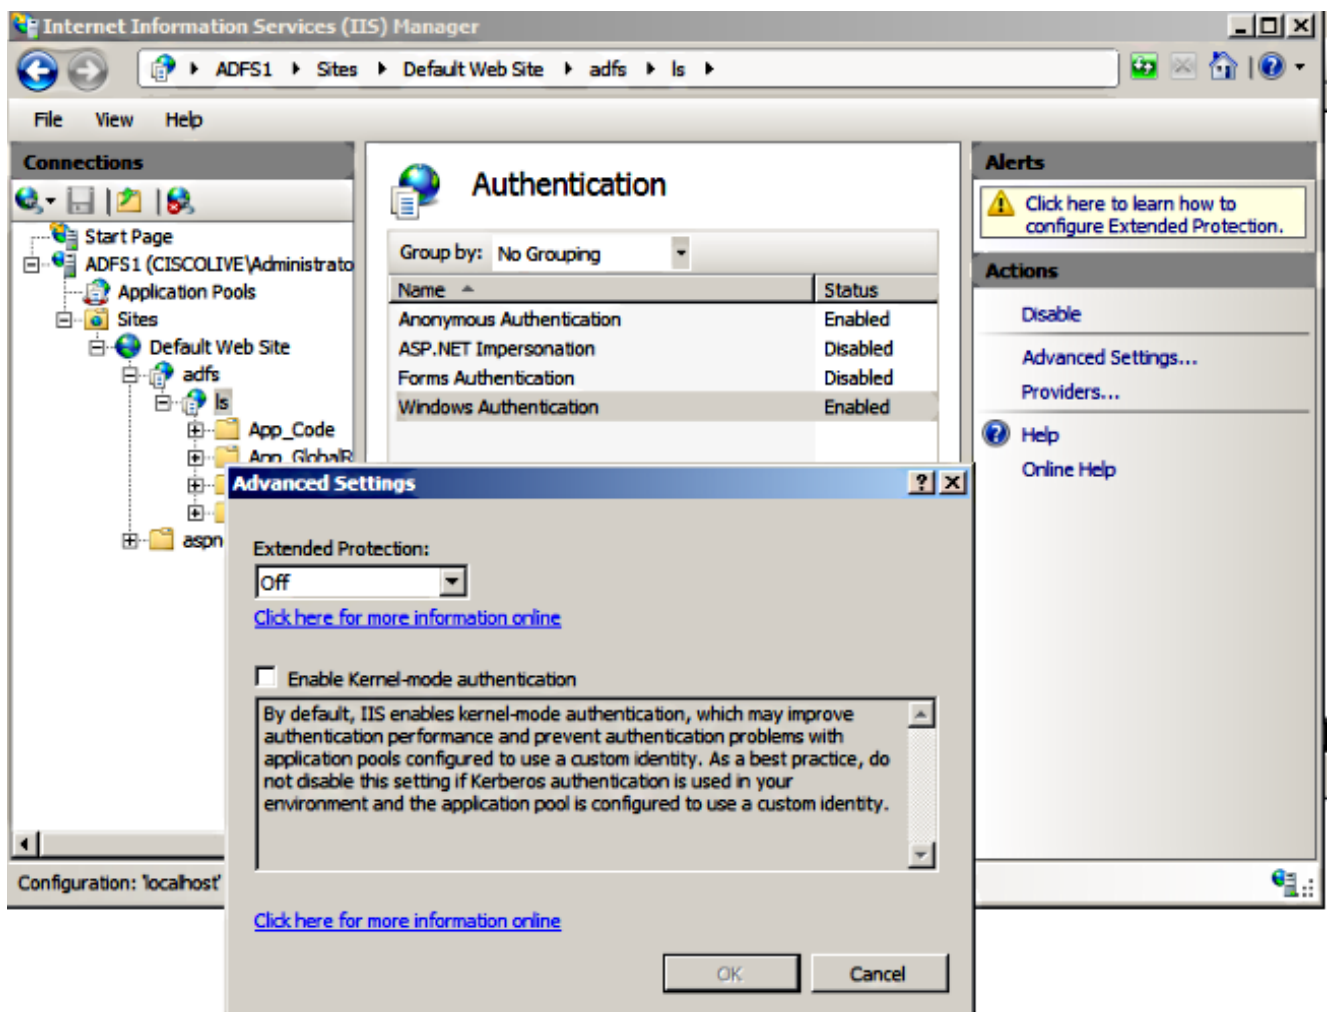 Internet Information Services (IIS) Manager
ADFS1 Sites Default Web Site adfs ls
File View Help
Connections
Start Page
ADFS1 (CISCOLIVE\Administrato
Application Pools
Sites
Default Web Site
adfs
ls
App_Code
App_GlobalR
aspn
Configuration: 'localhost'
Authentication
Group by: No Grouping
Name Status
Anonymous Authentication Enabled
ASP.NET Impersonation Disabled
Forms Authentication Disabled
Windows Authentication Enabled
Alerts
Click here to learn how to
configure Extended Protection.
Actions
Disable
Advanced Settings...
Providers...
Help
Online Help
Advanced Settings
Extended Protection:
Off
Click here for more information online
Enable Kernel-mode authentication
By default, IIS enables kernel-mode authentication, which may improve
authentication performance and prevent authentication problems with
application pools configured to use a custom identity. As a best practice, do
not disable this setting if Kerberos authentication is used in your
environment and the application pool is configured to use a custom identity.
Click here for more information online
OK Cancel